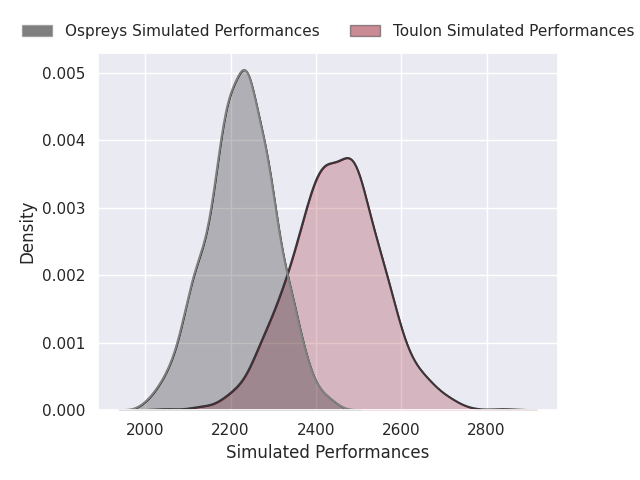 Ospreys Simulated Performances
Toulon Simulated Performances
0.005
0.004
0.003
0.002
0.001
0.000
Density
2000
2200
2400
2600
2800
Simulated Performances